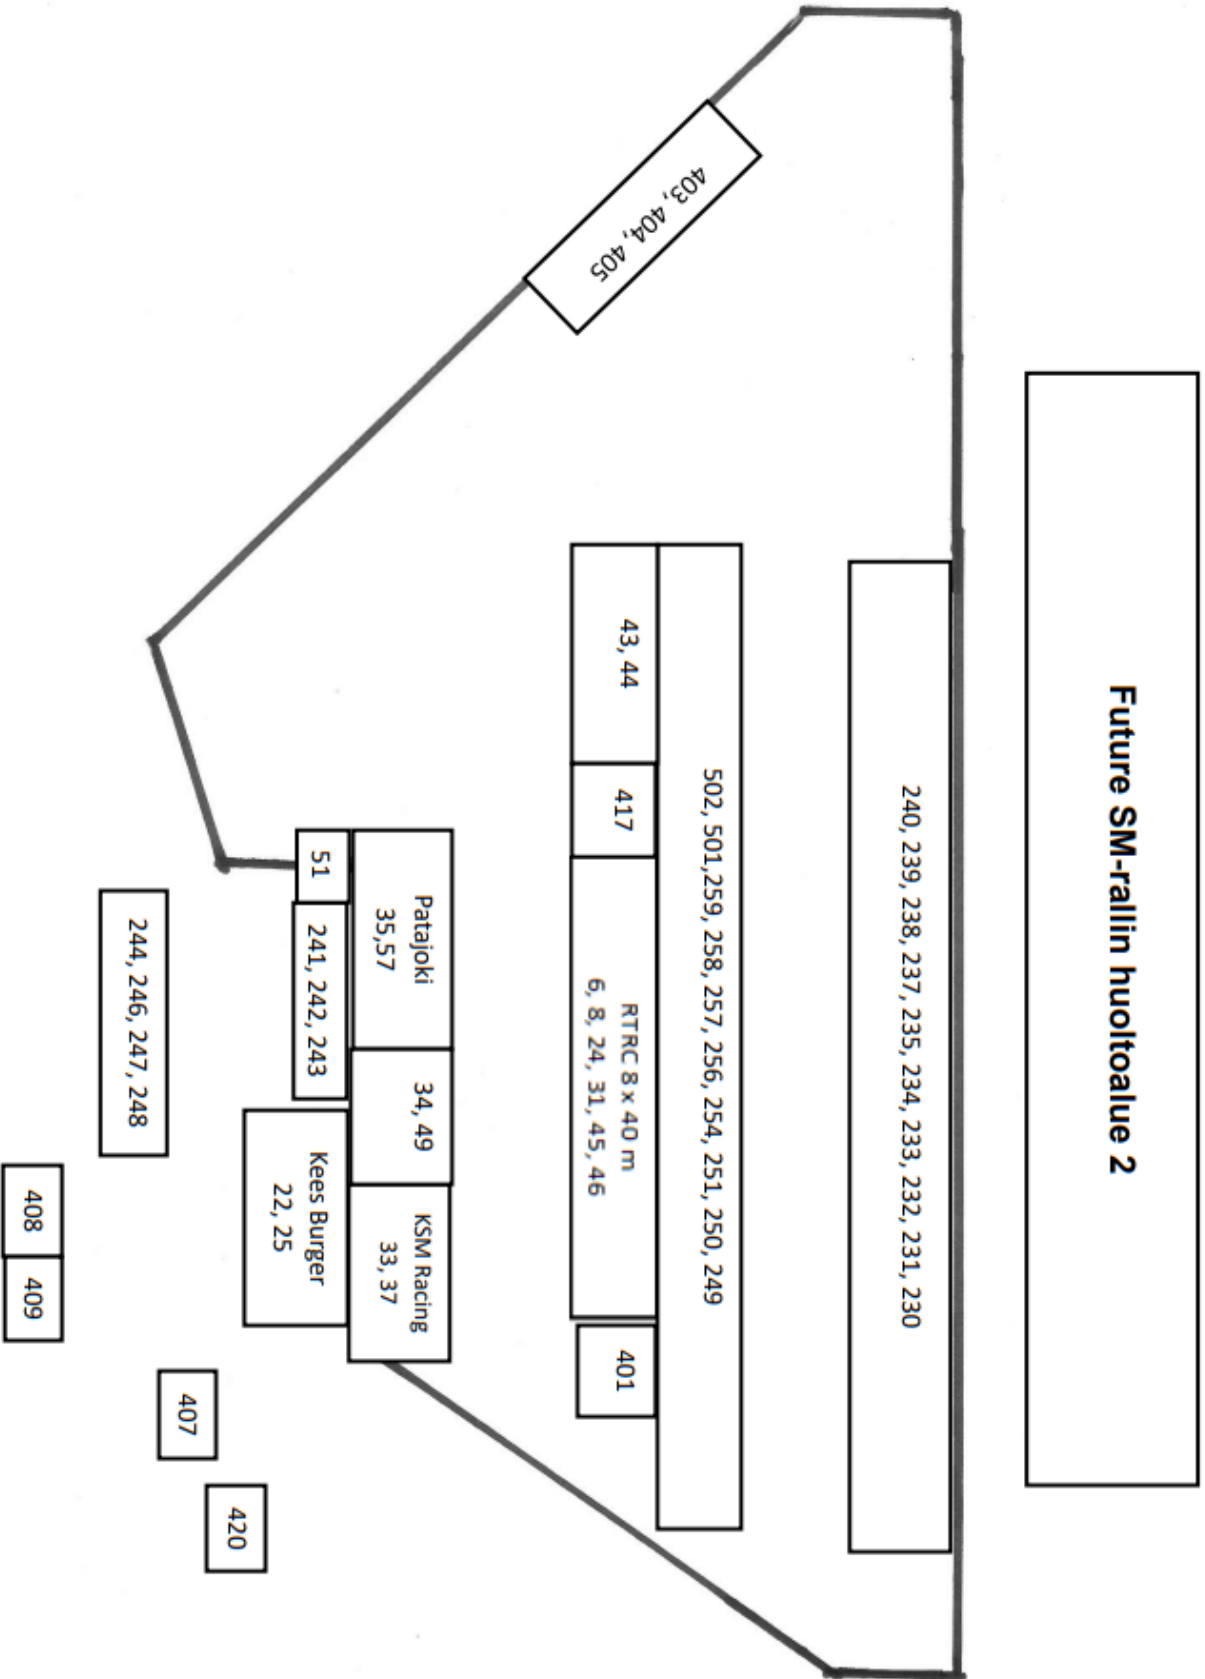 Future SM-rallin huoltoalue 2
240, 239, 238, 237, 235, 234, 233, 232, 231, 230
403, 404, 405
502, 501,259, 258, 257, 256, 254, 251, 250, 249
43, 44
417
RTRC 8 x 40 m
6, 8, 24, 31, 45, 46
401
Patajoki
35,57
34, 49
KSM Racing
33, 37
51
241, 242, 243
Kees Burger
22, 25
244, 246, 247, 248
408
409
407
420